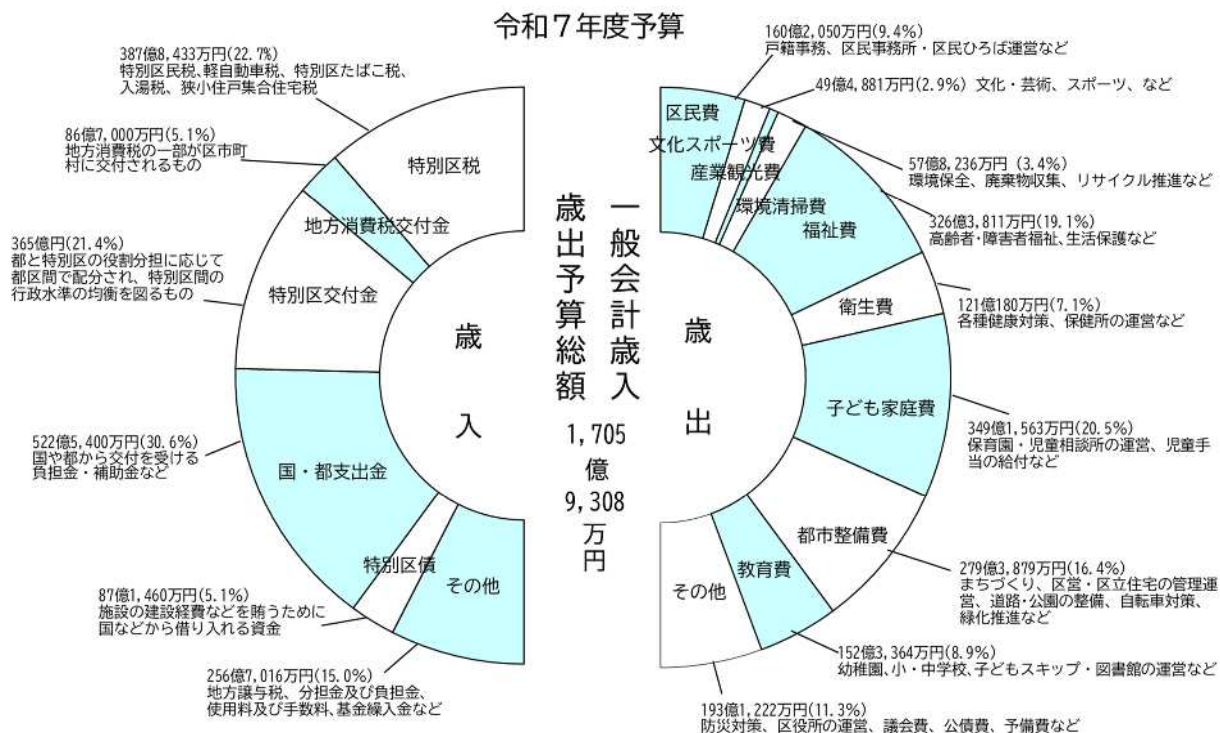 令和７年度予算
387億8,433万円(22.7%)
特別区民税、軽自動車税、特別区たばこ税、
入湯税、狭小住戸集合住宅税
86億7,000万円(5.1%)
地方消費税の一部が区市町
村に交付されるもの
365億円(21.4%)
都と特別区の役割分担に応じて
都区間で配分され、特別区間の
行政水準の均衡を図るもの
522億5,400万円(30.6%)
国や都から交付を受ける
負担金・補助金など
87億1,460万円(5.1%)
施設の建設経費などを賄うために
国などから借り入れる資金
256億7,016万円(15.0%)
地方譲与税、分担金及び負担金、
使用料及び手数料、基金繰入金など
特別区税
地方消費税交付金
特別区交付金
国・都支出金
特別区債
その他
歳入
一般会計歳入
歳出予算総額
1,705
億
9,308
万円
歳出
区民費
文化スポーツ費
産業観光費
環境清掃費
福祉費
衛生費
子ども家庭費
都市整備費
教育費
その他
160億2,050万円(9.4%)
戸籍事務、区民事務所・区民ひろば運営など
49億4,881万円(2.9%) 文化・芸術、スポーツ、など
57億8,236万円 (3.4%)
環境保全、廃棄物収集、リサイクル推進など
326億3,811万円(19.1%)
高齢者・障害者福祉、生活保護など
121億180万円(7.1%)
各種健康対策、保健所の運営など
349億1,563万円(20.5%)
保育園・児童相談所の運営、児童手
当の給付など
279億3,879万円(16.4%)
まちづくり、区営・区立住宅の管理運
営、道路・公園の整備、自転車対策、
緑化推進など
152億3,364万円(8.9%)
幼稚園、小・中学校、子どもスキップ・図書館の運営など
193億1,222万円(11.3%)
防災対策、区役所の運営、議会費、公債費、予備費など